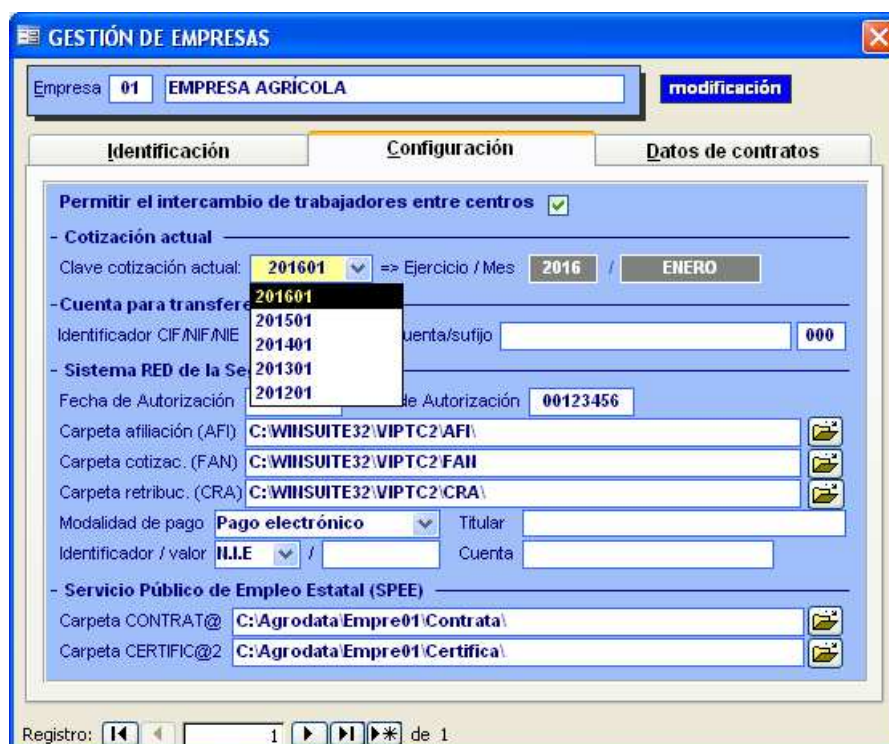 GESTIÓN DE EMPRESAS
Empresa 01 EMPRESA AGRÍCOLA modificación
Identificación Configuración Datos de contratos
Permitir el intercambio de trabajadores entre centros
- Cotización actual
Clave cotización actual: 201601 => Ejercicio / Mes 2016 / ENERO
201601
-Cuenta para transfere
201501
Identificador CIF/NIF/NIE 201401 uenta/sufijo 000
201301
- Sistema RED de la Se
201201
Fecha de Autorización de Autorización 00123456
Carpeta afiliación (AFI) C:\WINSUITE32\VIPTC2\AFI\
Carpeta cotizac. (FAN) C:\WINSUITE32\VIPTC2\FAN
Carpeta retribuc. (CRA) C:\WINSUITE32\VIPTC2\CRA\
Modalidad de pago Pago electrónico Titular
Identificador / valor N.I.E / Cuenta
- Servicio Público de Empleo Estatal (SPEE)
Carpeta CONTRAT@ C:\Agrodata\Empre01\Contrata\
Carpeta CERTIFIC@2 C:\Agrodata\Empre01\Certifica\
Registro: 1 de 1